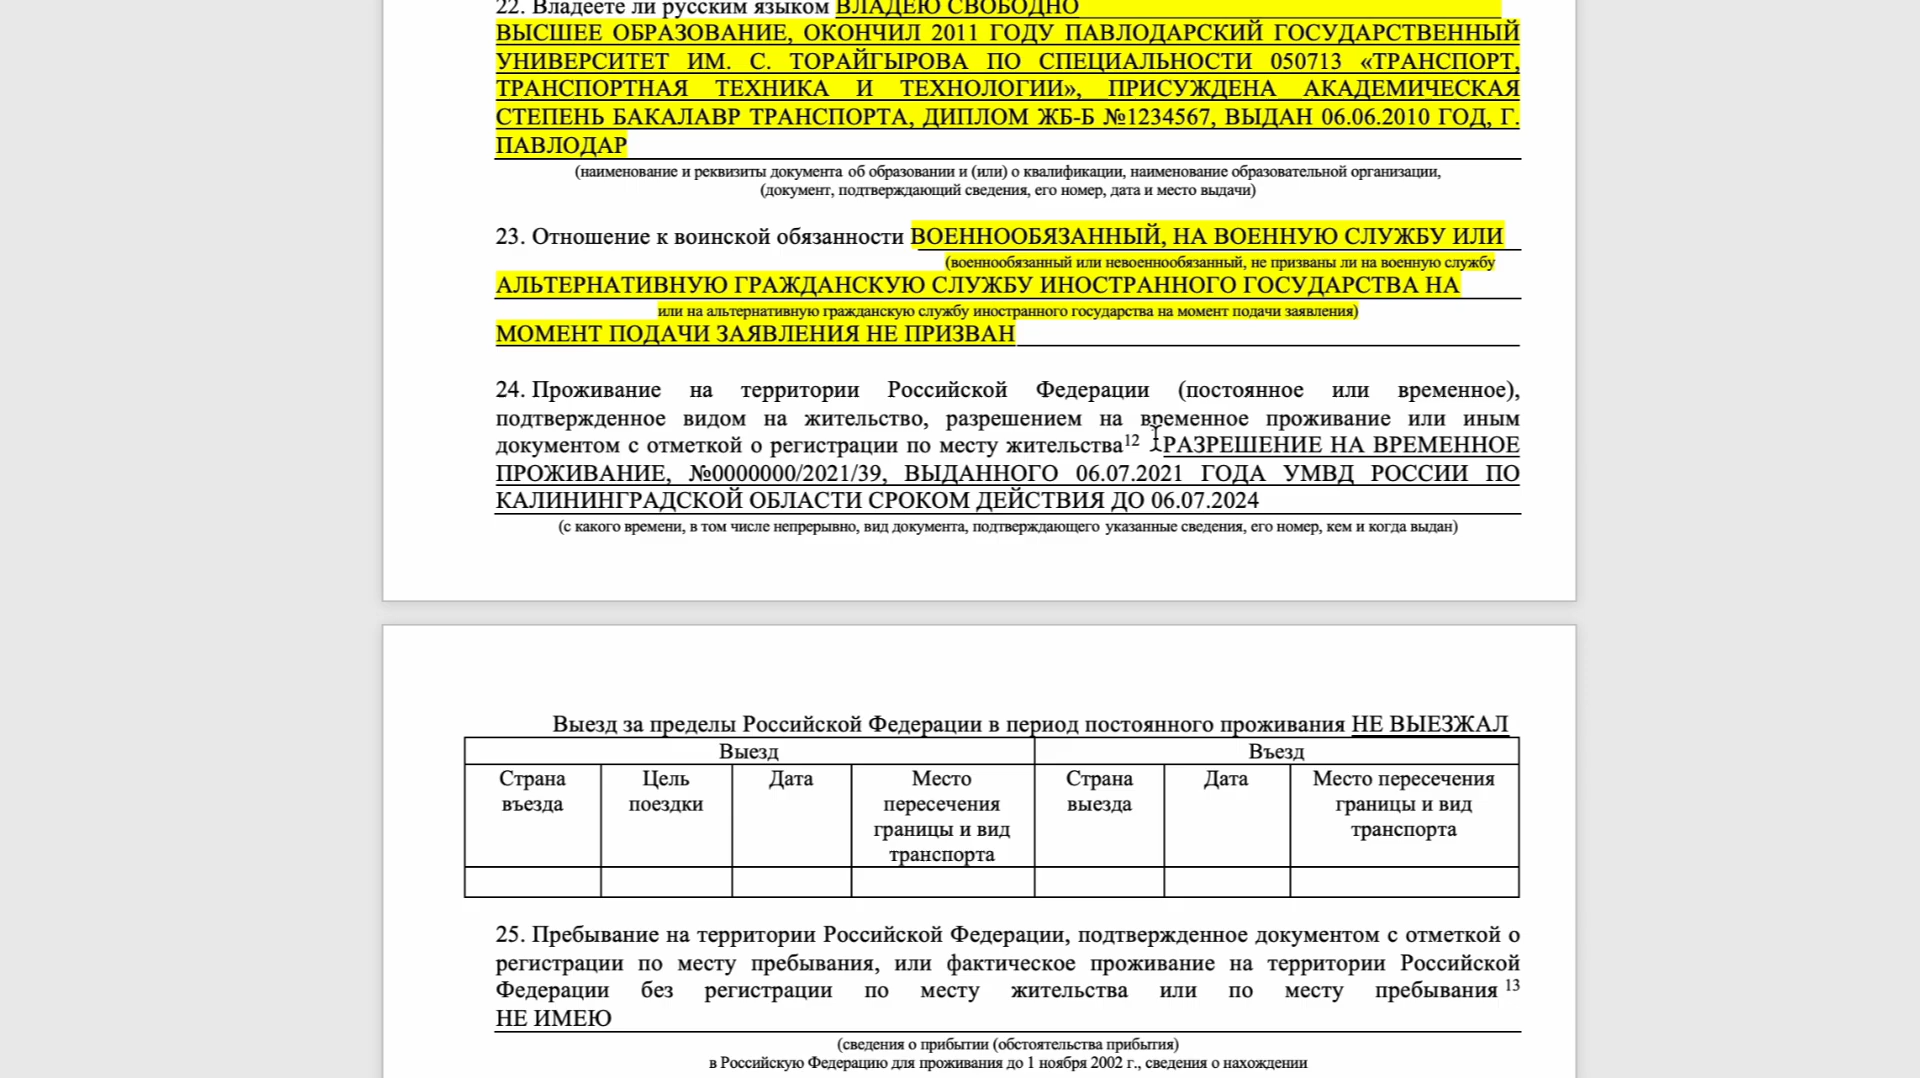 22. Владеете ли русским языком ВЛАДЕЮ СВОБОДНО
ВЫСШЕЕ ОБРАЗОВАНИЕ, ОКОНЧИЛ 2011 ГОДУ ПАВЛОДАРСКИЙ ГОСУДАРСТВЕННЫЙ
УНИВЕРСИТЕТ ИМ. С. ТОРАЙГЫРОВА ПО СПЕЦИАЛЬНОСТИ 050713 «ТРАНСПОРТ,
ТРАНСПОРТНАЯ ТЕХНИКА И ТЕХНОЛОГИИ», ПРИСУЖДЕНА АКАДЕМИЧЕСКАЯ
СТЕПЕНЬ БАКАЛАВР ТРАНСПОРТА, ДИПЛОМ ЖБ-Б №1234567, ВЫДАН 06.06.2010 ГОД, Г.
ПАВЛОДАР
(наименование и реквизиты документа об образовании и (или) о квалификации, наименование образовательной организации,
(документ, подтверждающий сведения, его номер, дата и место выдачи)
23. Отношение к воинской обязанности ВОЕННООБЯЗАННЫЙ, НА ВОЕННУЮ СЛУЖБУ ИЛИ
(военнообязанный или невоеннообязанный, не призваны ли на военную службу
АЛЬТЕРНАТИВНУЮ ГРАЖДАНСКУЮ СЛУЖБУ ИНОСТРАННОГО ГОСУДАРСТВА НА
или на альтернативную гражданскую службу иностранного государства на момент подачи заявления)
МОМЕНТ ПОДАЧИ ЗАЯВЛЕНИЯ НЕ ПРИЗВАН
24. Проживание на территории Российской Федерации (постоянное или временное),
подтвержденное видом на жительство, разрешением на временное проживание или иным
документом с отметкой о регистрации по месту жительства12 РАЗРЕШЕНИЕ НА ВРЕМЕННОЕ
ПРОЖИВАНИЕ, №0000000/2021/39, ВЫДАННОГО 06.07.2021 ГОДА УМВД РОССИИ ПО
КАЛИНИНГРАДСКОЙ ОБЛАСТИ СРОКОМ ДЕЙСТВИЯ ДО 06.07.2024
(с какого времени, в том числе непрерывно, вид документа, подтверждающего указанные сведения, его номер, кем и когда выдан)
Выезд за пределы Российской Федерации в период постоянного проживания НЕ ВЫЕЗЖАЛ
Выезд Въезд
Страна въезда Цель поездки Дата Место пересечения границы и вид транспорта Страна выезда Дата Место пересечения границы и вид транспорта
25. Пребывание на территории Российской Федерации, подтвержденное документом с отметкой о
регистрации по месту пребывания, или фактическое проживание на территории Российской
Федерации без регистрации по месту жительства или по месту пребывания 13
НЕ ИМЕЮ
(сведения о прибытии (обстоятельства прибытия)
в Российскую Федерацию для проживания до 1 ноября 2002 г., сведения о нахождении